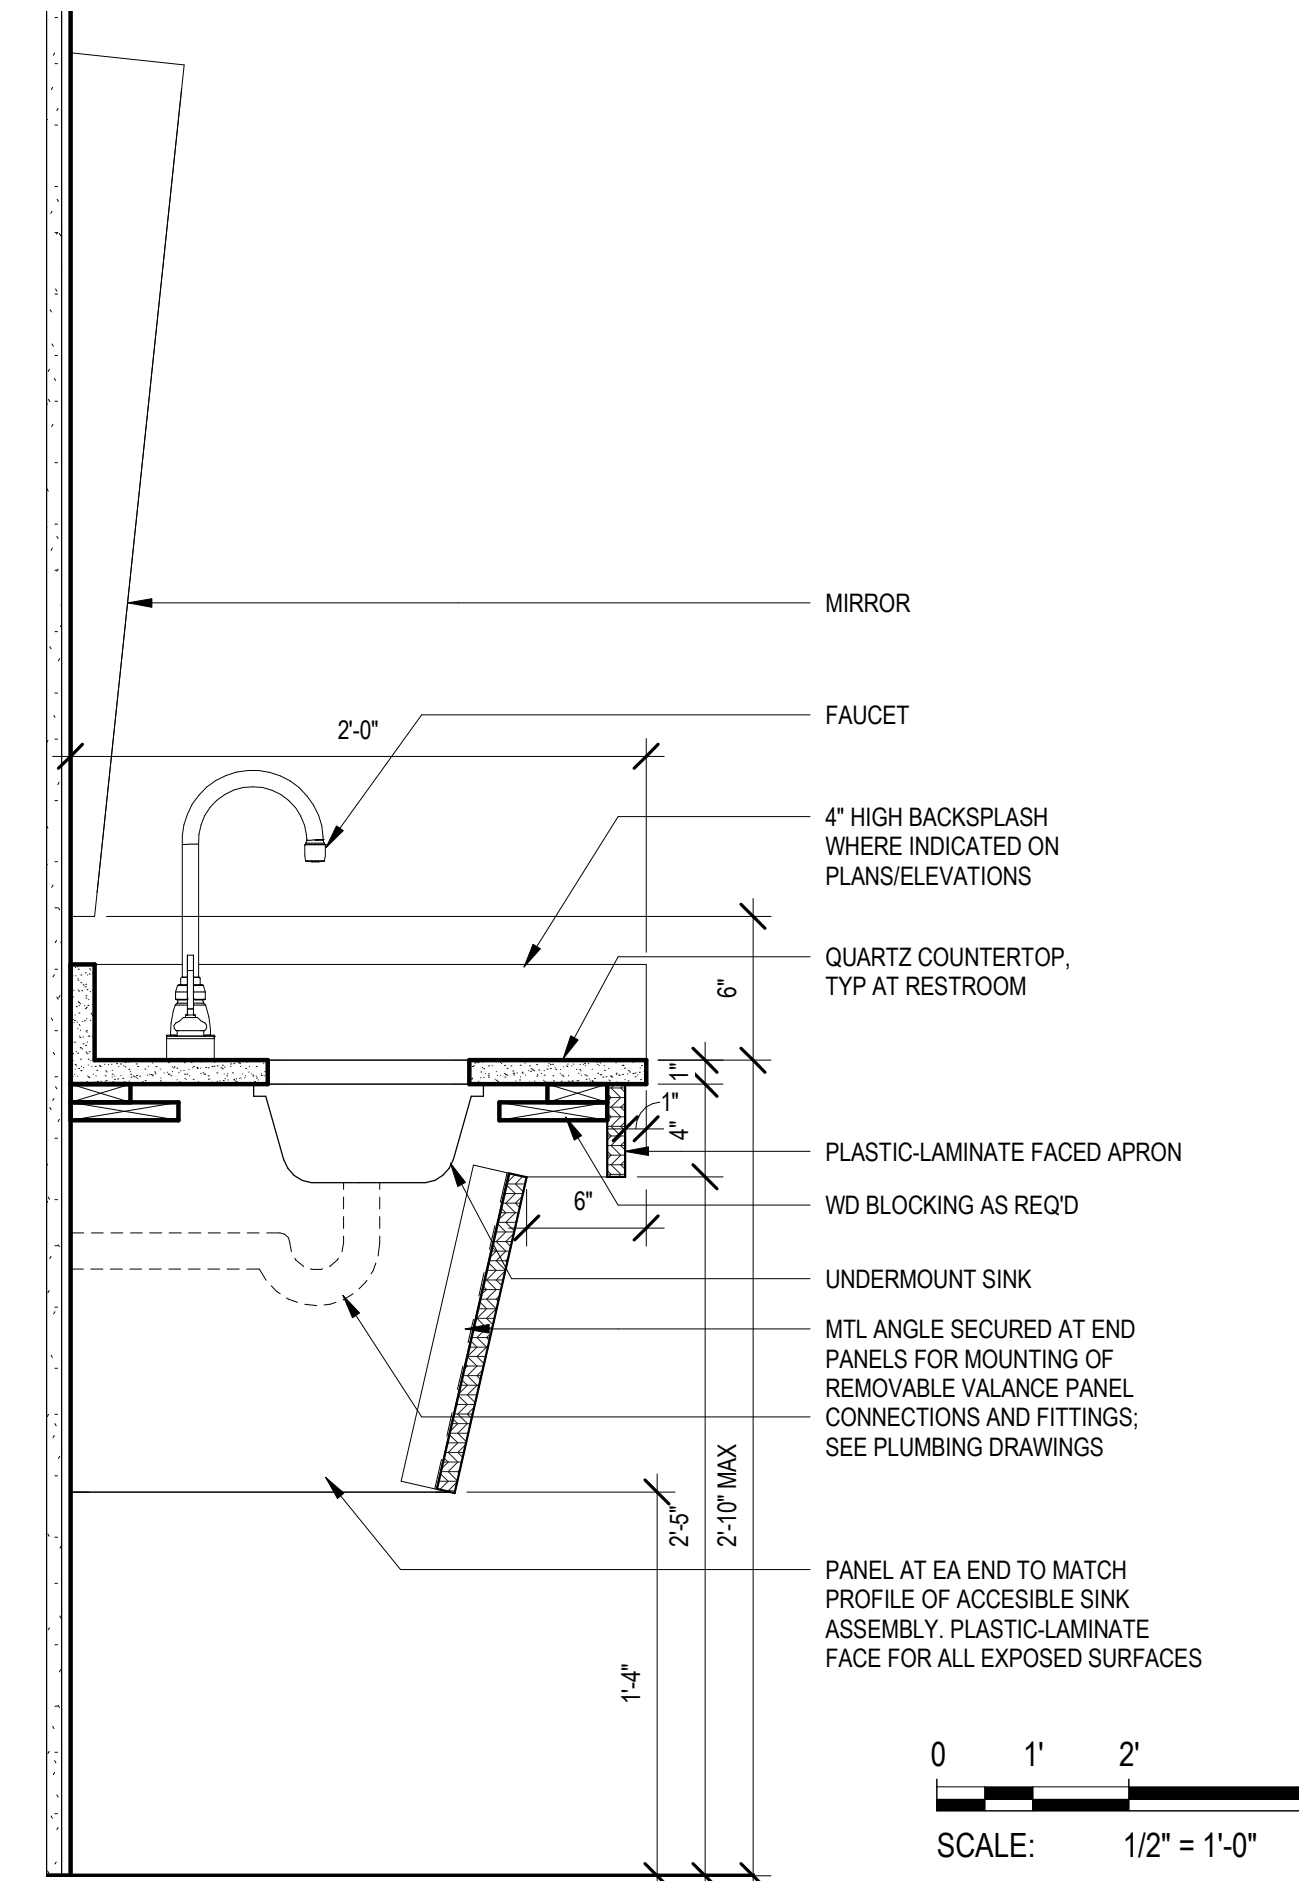 MIRROR
FAUCET
2'-0"
4" HIGH BACKSPLASH
WHERE INDICATED ON
PLANS/ELEVATIONS
QUARTZ COUNTERTOP,
TYP AT RESTROOM
6"
1"
1"
4"
PLASTIC-LAMINATE FACED APRON
6"
WD BLOCKING AS REQ'D
UNDERMOUNT SINK
MTL ANGLE SECURED AT END
PANELS FOR MOUNTING OF
REMOVABLE VALANCE PANEL
CONNECTIONS AND FITTINGS;
SEE PLUMBING DRAWINGS
2'-5"
2'-10" MAX
PANEL AT EA END TO MATCH
PROFILE OF ACCESIBLE SINK
ASSEMBLY. PLASTIC-LAMINATE
FACE FOR ALL EXPOSED SURFACES
1'-4"
0 1' 2'
SCALE: 1/2" = 1'-0"